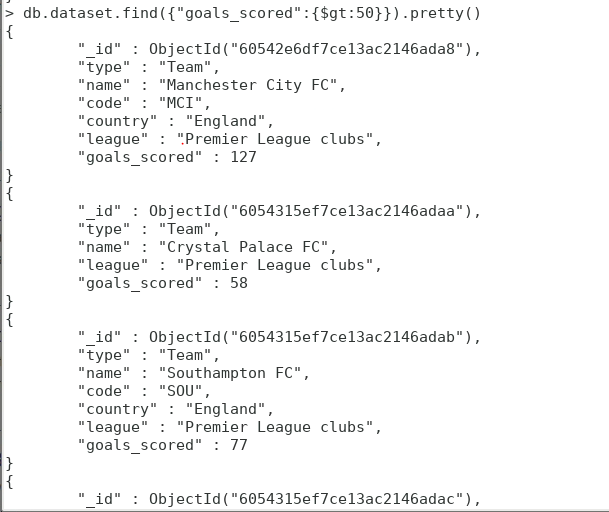 > db.dataset.find({"goals_scored":{$gt:50}}).pretty()
{
"_id" : ObjectId("60542e6df7ce13ac2146ada8"),
"type" : "Team",
"name" : "Manchester City FC",
"code" : "MCI",
"country" : "England",
"league" : "Premier League clubs",
"goals_scored" : 127
}
{
"_id" : ObjectId("6054315ef7ce13ac2146adaa"),
"type" : "Team",
"name" : "Crystal Palace FC",
"league" : "Premier League clubs",
"goals_scored" : 58
}
{
"_id" : ObjectId("6054315ef7ce13ac2146adab"),
"type" : "Team",
"name" : "Southampton FC",
"code" : "SOU",
"country" : "England",
"league" : "Premier League clubs",
"goals_scored" : 77
}
{
"_id" : ObjectId("6054315ef7ce13ac2146adac"),